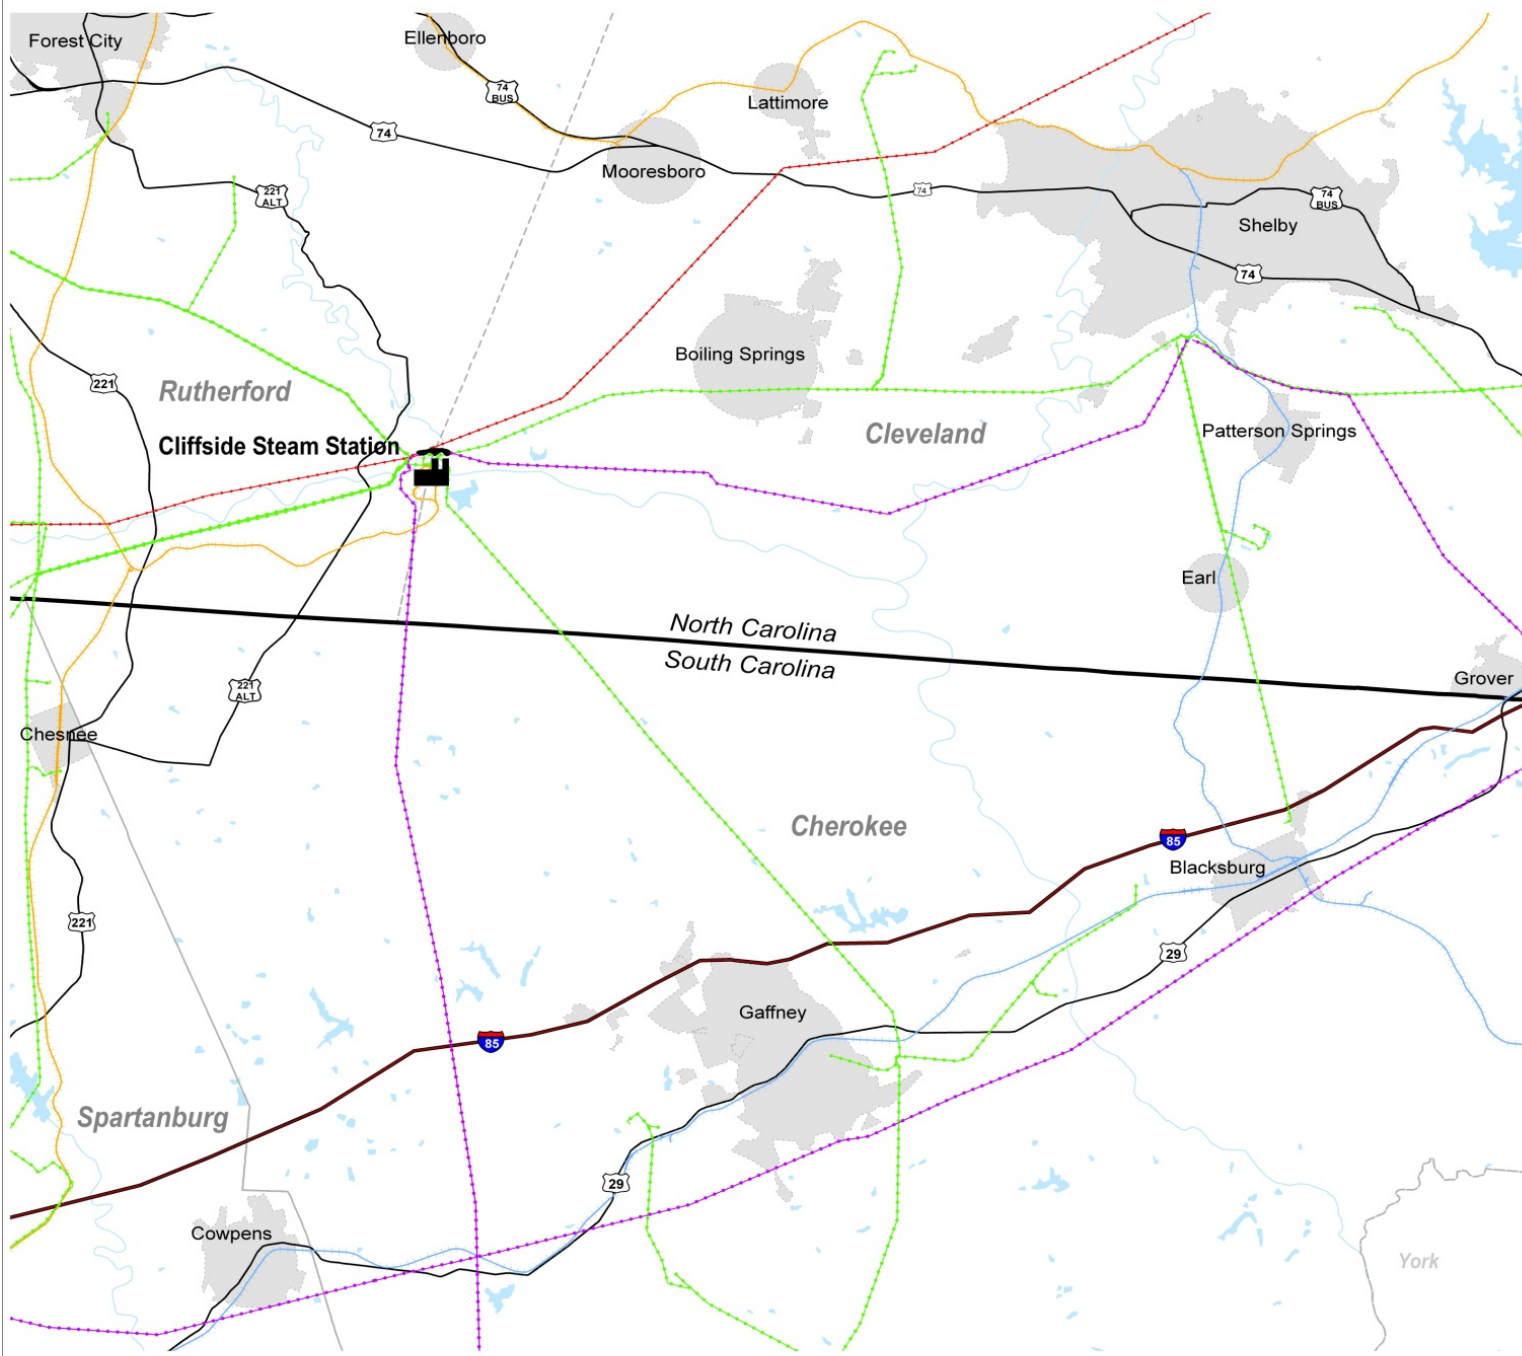 Forest City
Ellenboro
74
BUS
Lattimore
74
Mooresboro
221
ALT
74
74
BUS
Shelby
74
Boiling Springs
221
Rutherford
Cleveland
Patterson Springs
Cliffside Steam Station
Earl
North Carolina
South Carolina
Grover
221
ALT
Chesnee
Cherokee
85
Blacksburg
221
29
Gaffney
85
Spartanburg
29
Cowpens
York